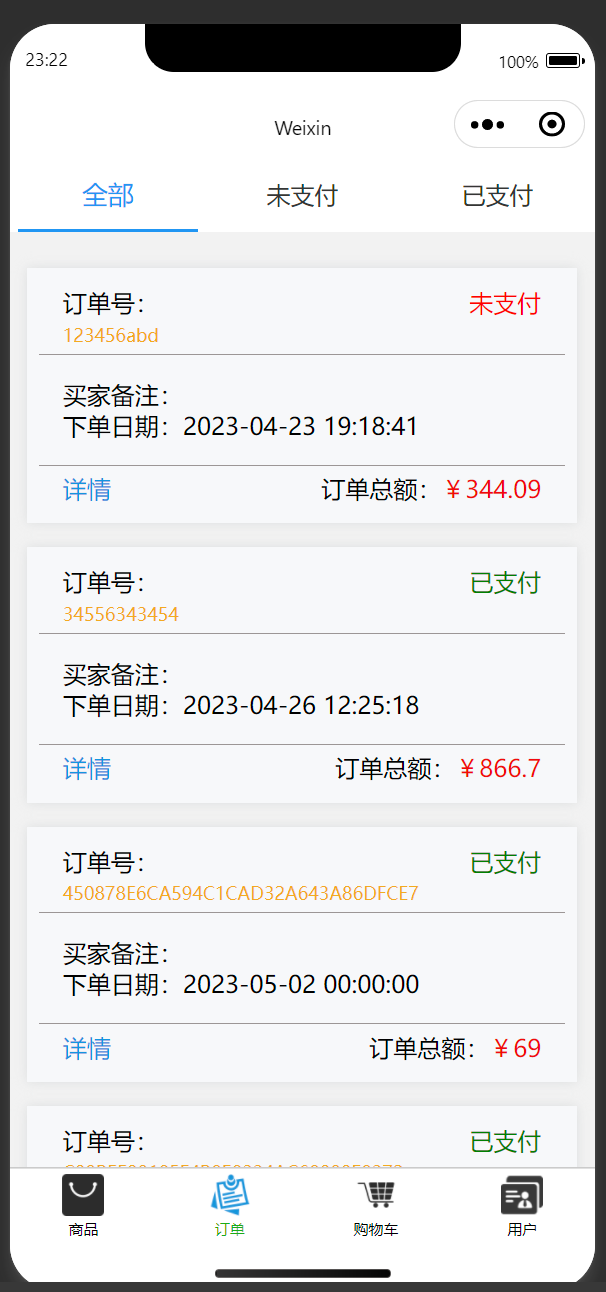 23:22
100%
Weixin
全部 未支付 已支付
订单号： 未支付
123456abd
买家备注：
下单日期：2023-04-23 19:18:41
详情 订单总额：￥344.09
订单号： 已支付
34556343454
买家备注：
下单日期：2023-04-26 12:25:18
详情 订单总额：￥866.7
订单号： 已支付
450878E6CA594C1CAD32A643A86DFCE7
买家备注：
下单日期：2023-05-02 00:00:00
详情 订单总额：￥69
订单号： 已支付
商品 订单 购物车 用户